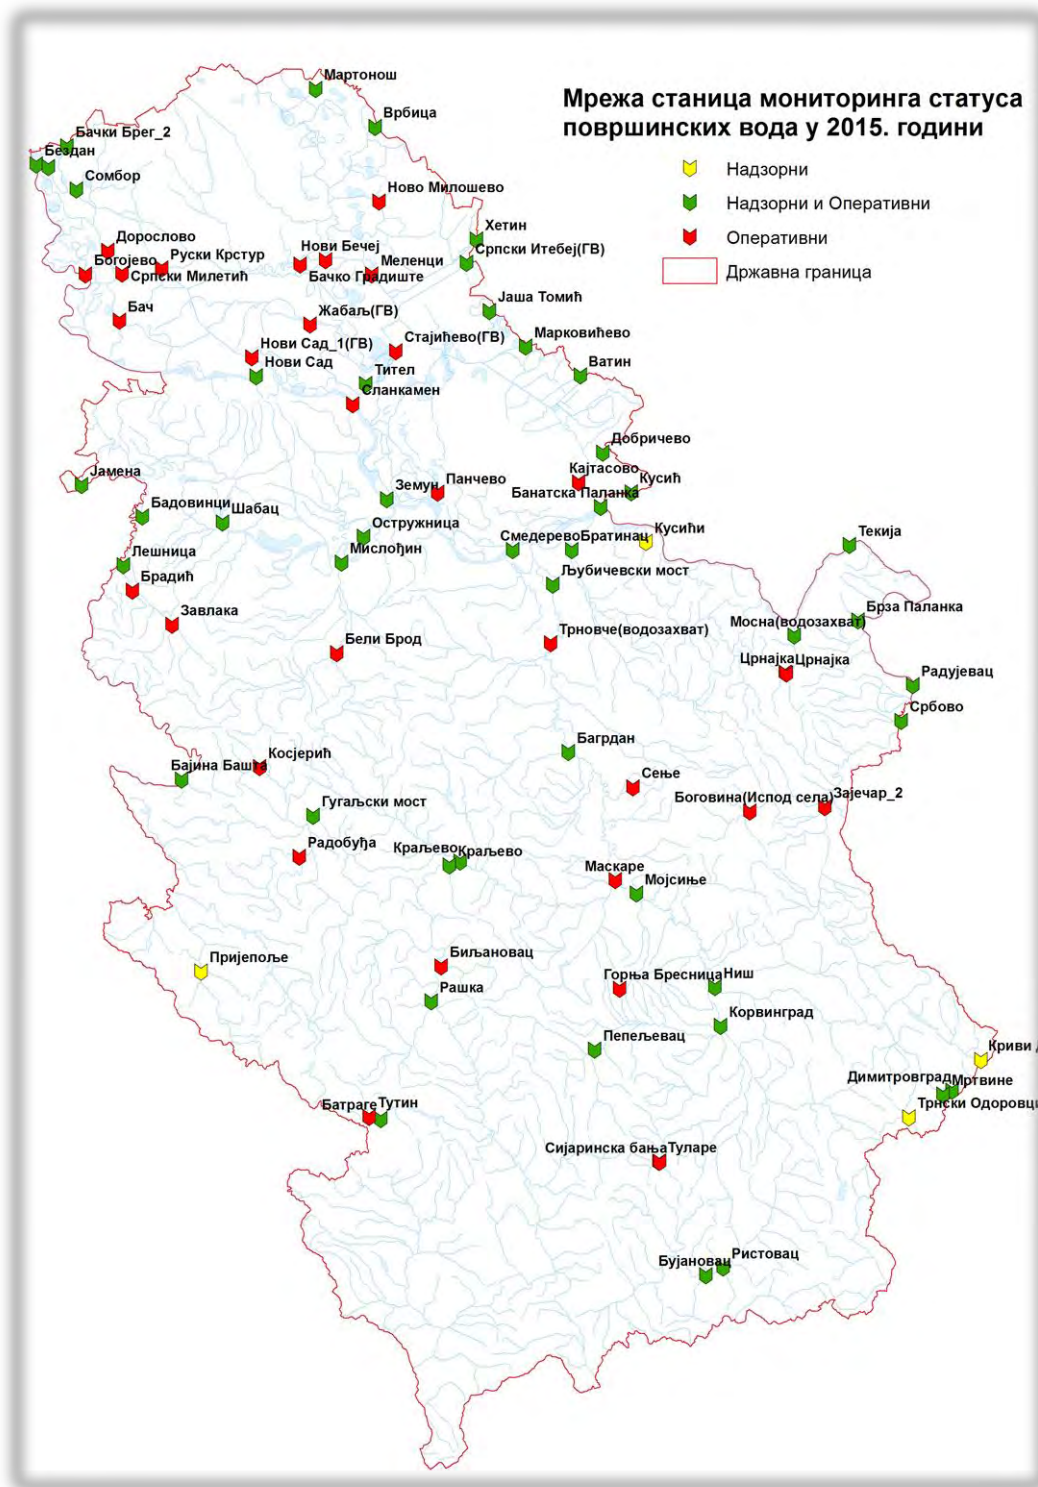 Мрежа станица мониторинга статуса
површинских вода у 2015. години
Надзорни
Надзорни и Оперативни
Оперативни
Државна граница
Мартонош
Врбица
Бачки Брег_2
Бездан
Сомбор
Ново Милошево
Хетин
Дорослово
Нови Бечеј
Српски Итебеј(ГВ)
Руски Крстур
Меленци
Богојево
Српски Милетић
Бачко Градиште
Јаша Томић
Бач
Жабаљ(ГВ)
Марковићево
Стајићево(ГВ)
Нови Сад_1(ГВ)
Нови Сад
Тител
Ватин
Сланкамен
Добричево
Јамена
Кајтасово
Панчево
Кусић
Земун
Банатска Паланка
Бадовинци
Шабац
Остружница
Кусићи
Текија
Смедерево
Братинац
Лешница
Мислођин
Љубичевски мост
Брадић
Завлака
Брза Паланка
Мосна(водозахват)
Бели Брод
Трновче(водозахват)
Црнајка
Црнајка
Радујевац
Србово
Багрдан
Косјерић
Бајина Башта
Сење
Гугаљски мост
Боговина(Испод села)
Зајечар_2
Радобуђа
Краљево
Краљево
Маскаре
Мојсиње
Пријепоље
Биљановац
Горња Бресница
Ниш
Рашка
Корвинград
Пепељевац
Криви
Димитровград
Мртвине
Трнски Одоровци
Батраге
Тутин
Сијаринска бања
Туларе
Ристовац
Бујановац